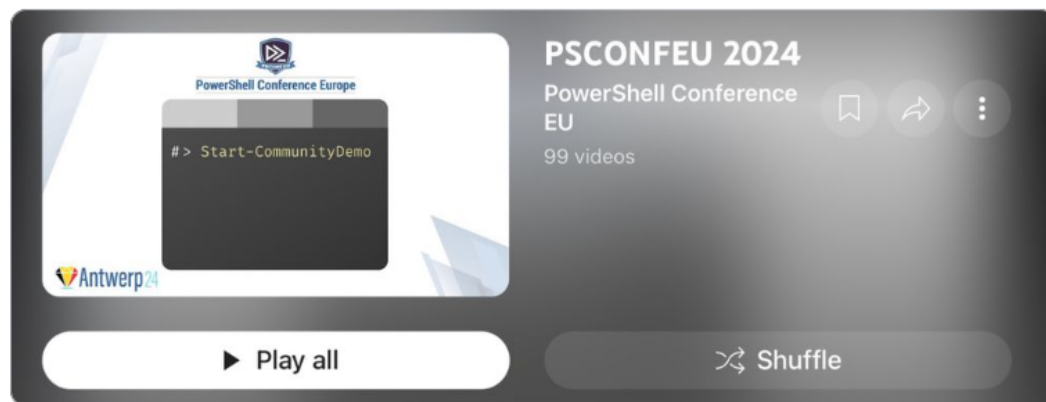 PowerShell Conference Europe
#> Start-CommunityDemo
Antwerp24
PSCONFEU 2024
PowerShell Conference
EU
99 videos
Play all
Shuffle